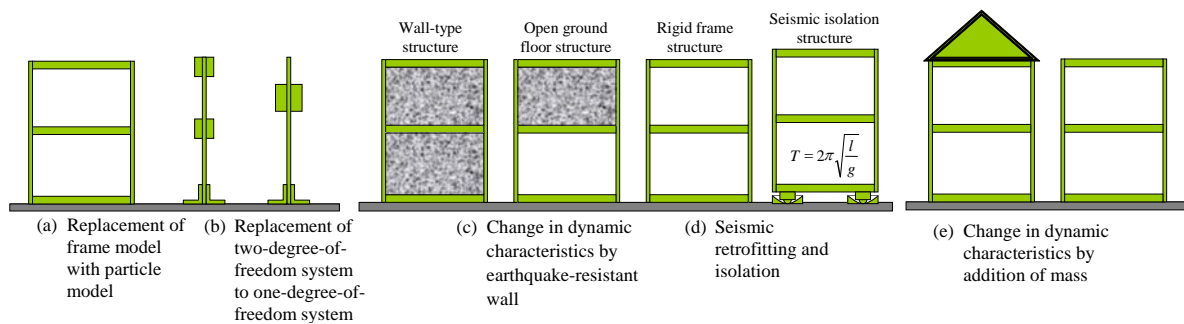 Wall-type
structure
Open ground
floor structure
Rigid frame
structure
Seismic isolation
structure
T = 2π√(l/g)
(a) Replacement of
frame model
with particle
model
(b) Replacement of
two-degree-of-
freedom system
to one-degree-of-
freedom system
(c) Change in dynamic
characteristics by
earthquake-resistant
wall
(d) Seismic
retrofitting and
isolation
(e) Change in dynamic
characteristics by
addition of mass